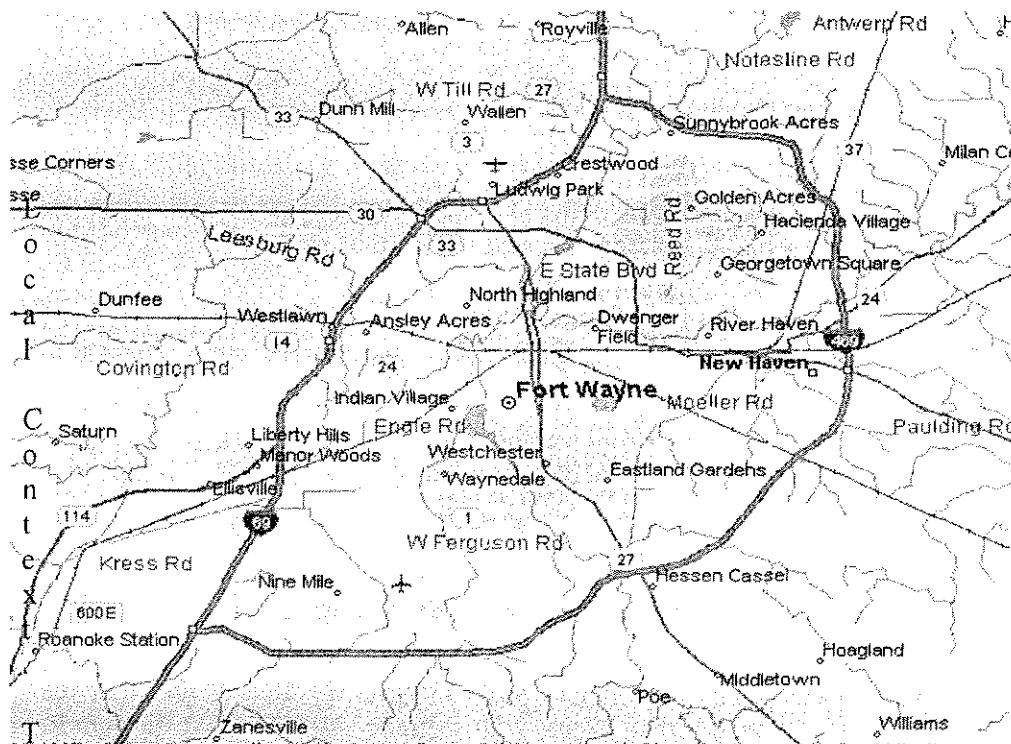 Allen
Royville
Antwerp Rd
Notesline Rd
W Till Rd
27
Dunn Mill
33
Wallen
Sunnybrook Acres
3
37
sse Corners
Crestwood
Milan Ce
sse
Ludwig Park
Golden Acres
30
Hacienda Village
Leesburg Rd
33
Reed Rd
E State Blvd
Georgetown Square
Dunfee
North Highland
24
Westlawn
Ansley Acres
Dwenger
Field
River Haven
14
469
Covington Rd
24
New Haven
Fort Wayne
Indian Village
Moeller Rd
Engle Rd
Paulding Rd
Saturn
Liberty Hills
Manor Woods
Westchester
Waynedale
Eastland Gardens
Ellisville
114
69
1
W Ferguson Rd
Kress Rd
27
Nine Mile
Hessen Cassel
600E
Roanoke Station
Hoagland
Middletown
Poe
Zanesville
Williams
Local Context T